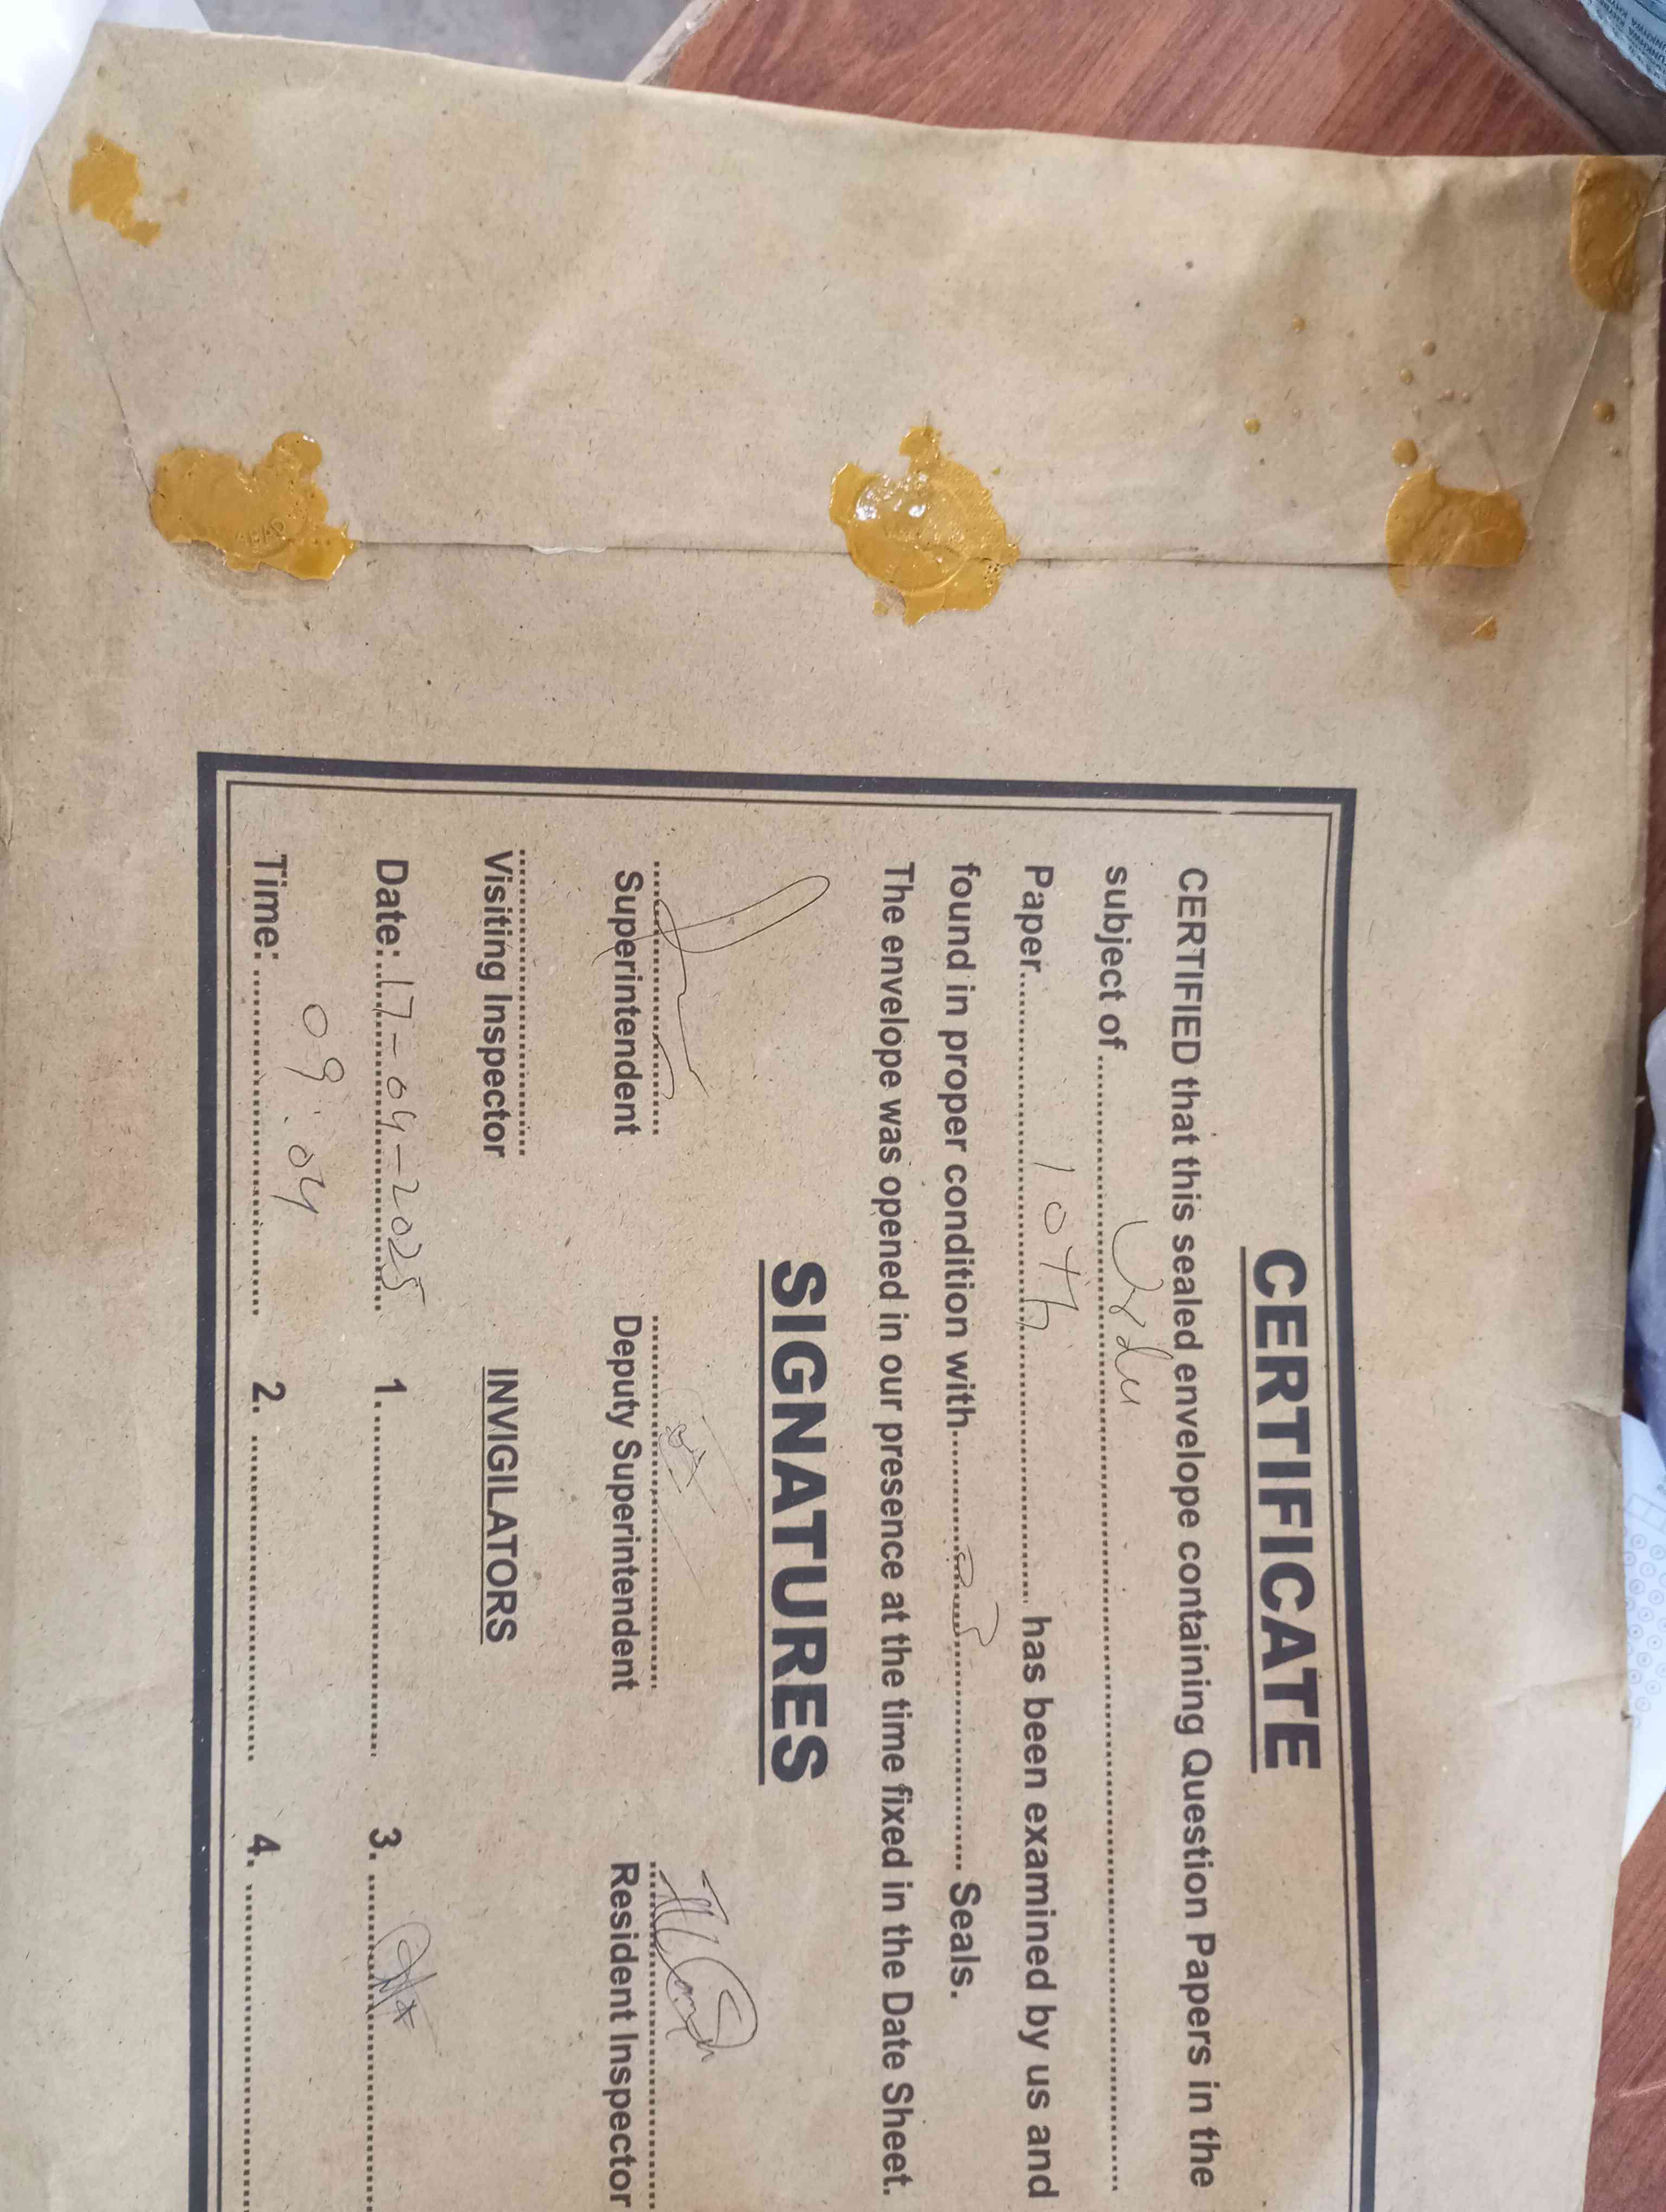 CERTIFICATE
CERTIFIED that this sealed envelope containing Question Papers in the
subject of ........ Urdu ........
Paper ........ 10th ........ has been examined by us and
found in proper condition with ........ Seals.
The envelope was opened in our presence at the time fixed in the Date Sheet.
SIGNATURES
Superintendent Deputy Superintendent Resident Inspector
Visiting Inspector INVIGILATORS
Date: 17-04-2025 1. ........ 3. ........
Time: 09:04 2. ........ 4. ........